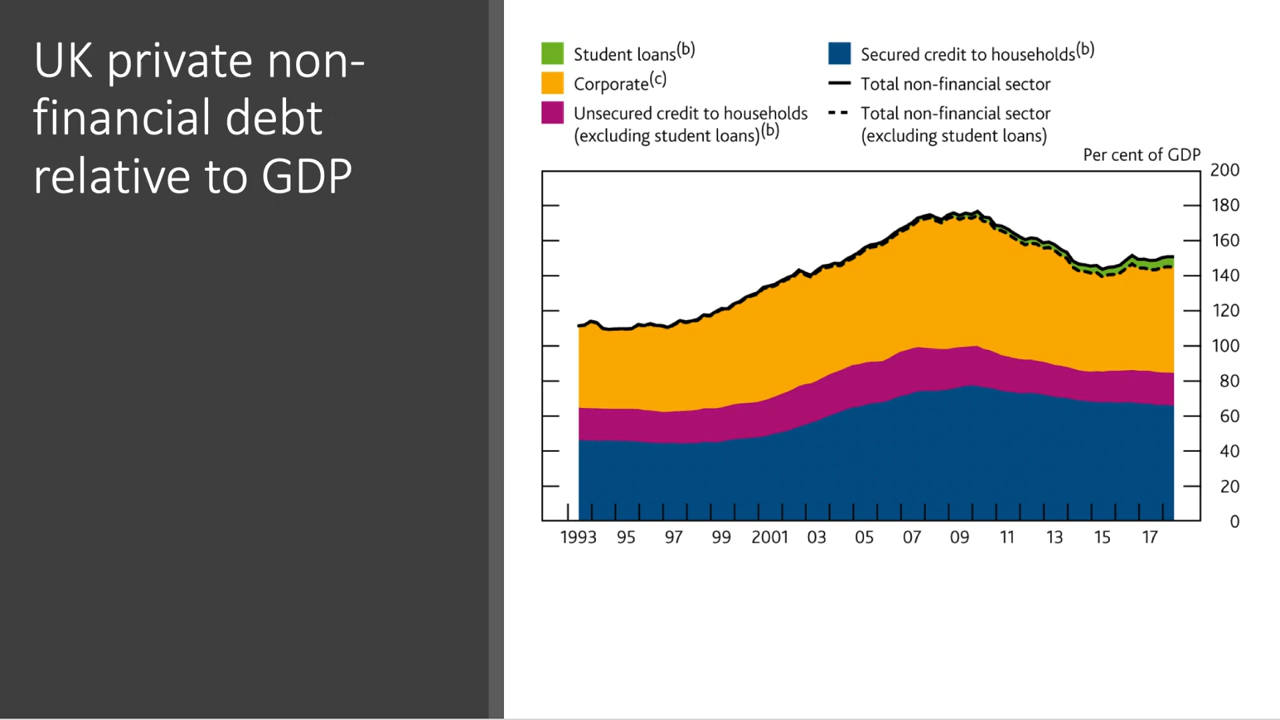 UK private non-
financial debt
relative to GDP
Student loans(b)
Corporate(c)
Unsecured credit to households
(excluding student loans)(b)
Secured credit to households(b)
Total non-financial sector
Total non-financial sector
(excluding student loans)
Per cent of GDP
200
180
160
140
120
100
80
60
40
20
0
1993 95 97 99 2001 03 05 07 09 11 13 15 17